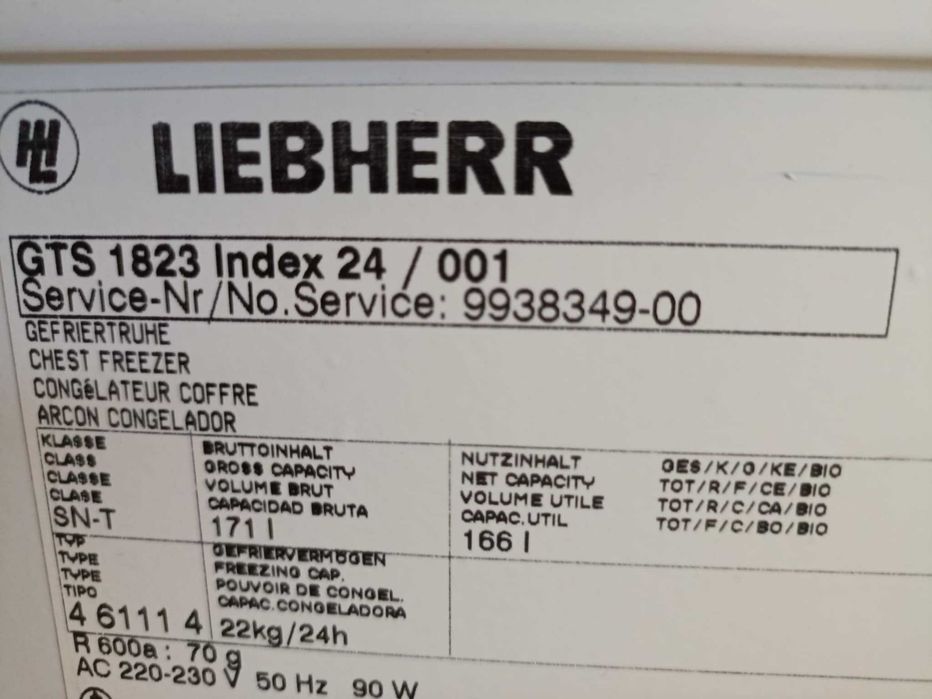 LIEBHERR
GTS 1823 Index 24 / 001
Service-Nr/No.Service: 9938349-00
GEFRIERTRUHE
CHEST FREEZER
CONGéLATEUR COFFRE
ARCON CONGELADOR
KLASSE
CLASS
CLASSE
CLASE
SN-T
BRUTTOINHALT
GROSS CAPACITY
VOLUME BRUT
CAPACIDAD BRUTA
171 l
NUTZINHALT
NET CAPACITY
VOLUME UTILE
CAPAC.UTIL
166 l
GES/K/G/KE/BIO
TOT/R/F/CE/BIO
TOT/R/C/CA/BIO
TOT/F/C/BO/BIO
TYP
TYPE
TYPE
TIPO
4 6111 4
GEFRIERVERMÖGEN
FREEZING CAP.
POUVOIR DE CONGEL.
CAPAC.CONGELADORA
22kg/24h
R 600a: 70 g
AC 220-230 V 50 Hz 90 W